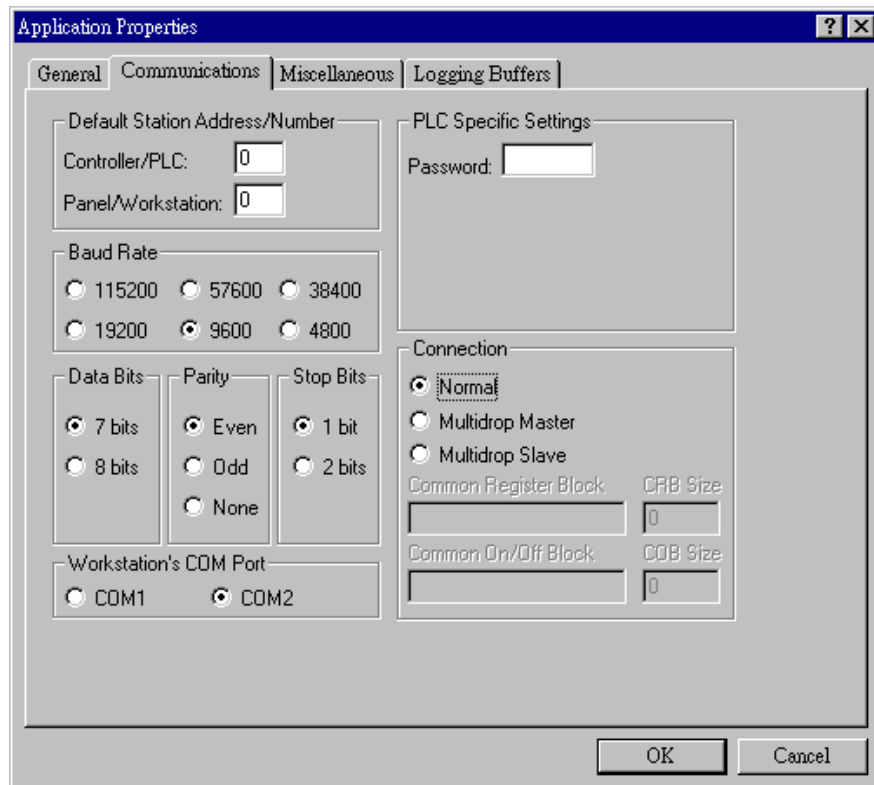 Application Properties
General Communications Miscellaneous Logging Buffers
Default Station Address/Number
Controller/PLC: 0
Panel/Workstation: 0
Baud Rate
115200 57600 38400
19200 9600 4800
Data Bits
7 bits
8 bits
Parity
Even
Odd
None
Stop Bits
1 bit
2 bits
Workstation's COM Port
COM1 COM2
PLC Specific Settings
Password:
Connection
Normal
Multidrop Master
Multidrop Slave
Common Register Block CRB Size
0
Common On/Off Block COB Size
0
OK Cancel